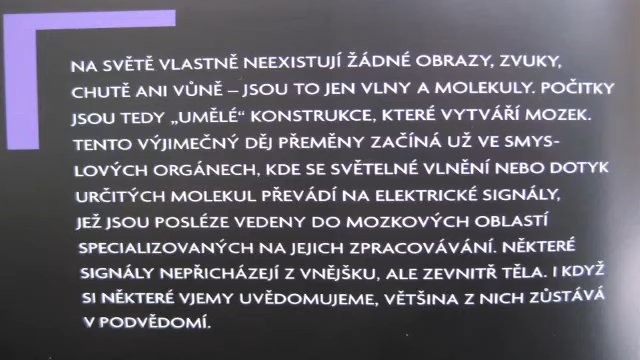 NA SVĚTĚ VLASTNĚ NEEXISTUJÍ ŽÁDNÉ OBRAZY, ZVUKY,
CHUTĚ ANI VŮNĚ – JSOU TO JEN VLNY A MOLEKULY. POČITKY
JSOU TEDY „UMĚLÉ“ KONSTRUKCE, KTERÉ VYTVÁŘÍ MOZEK.
TENTO VÝJIMEČNÝ DĚJ PŘEMĚNY ZAČÍNÁ UŽ VE SMYS-
LOVÝCH ORGÁNECH, KDE SE SVĚTELNÉ VLNĚNÍ NEBO DOTYK
URČITÝCH MOLEKUL PŘEVÁDÍ NA ELEKTRICKÉ SIGNÁLY,
JEŽ JSOU POSLÉZE VEDENY DO MOZKOVÝCH OBLASTÍ
SPECIALIZOVANÝCH NA JEJICH ZPRACOVÁVÁNÍ. NĚKTERÉ
SIGNÁLY NEPŘICHÁZEJÍ Z VNĚJŠKU, ALE ZEVNITŘ TĚLA. I KDYŽ
SI NĚKTERÉ VJEMY UVĚDOMUJEME, VĚTŠINA Z NICH ZŮSTÁVÁ
V PODVĚDOMÍ.